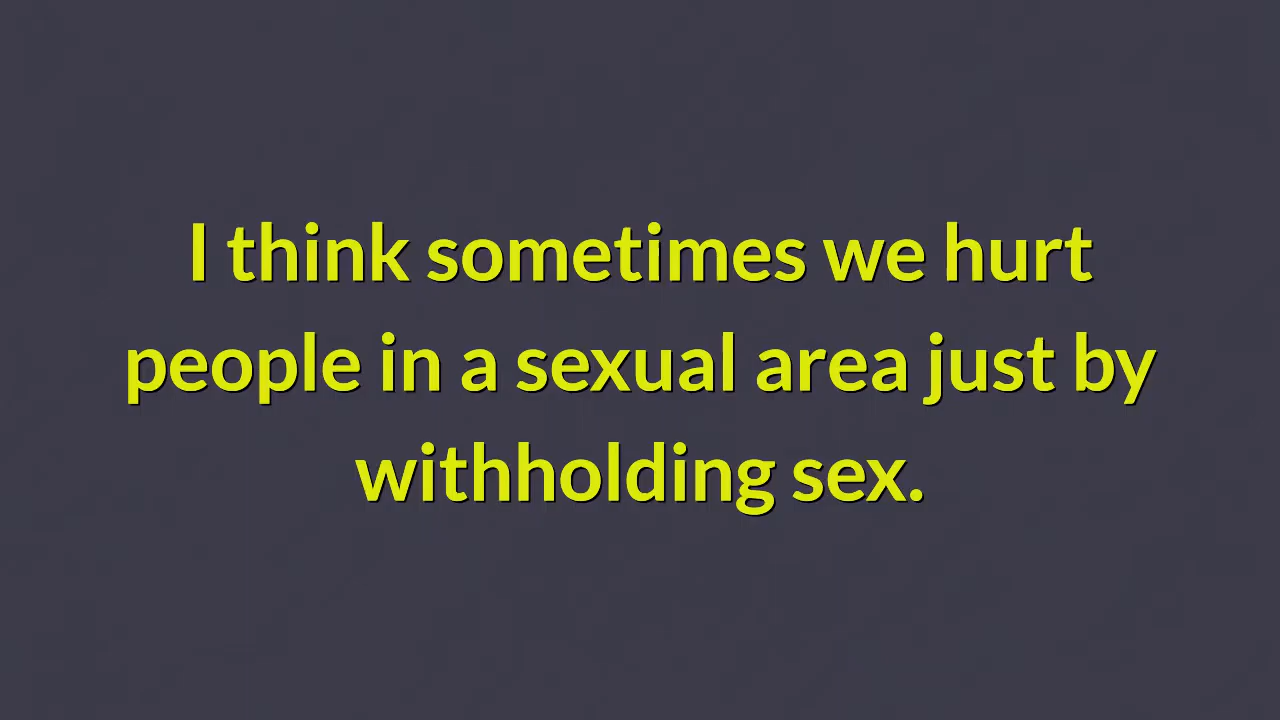 I think sometimes we hurt
people in a sexual area just by
withholding sex.